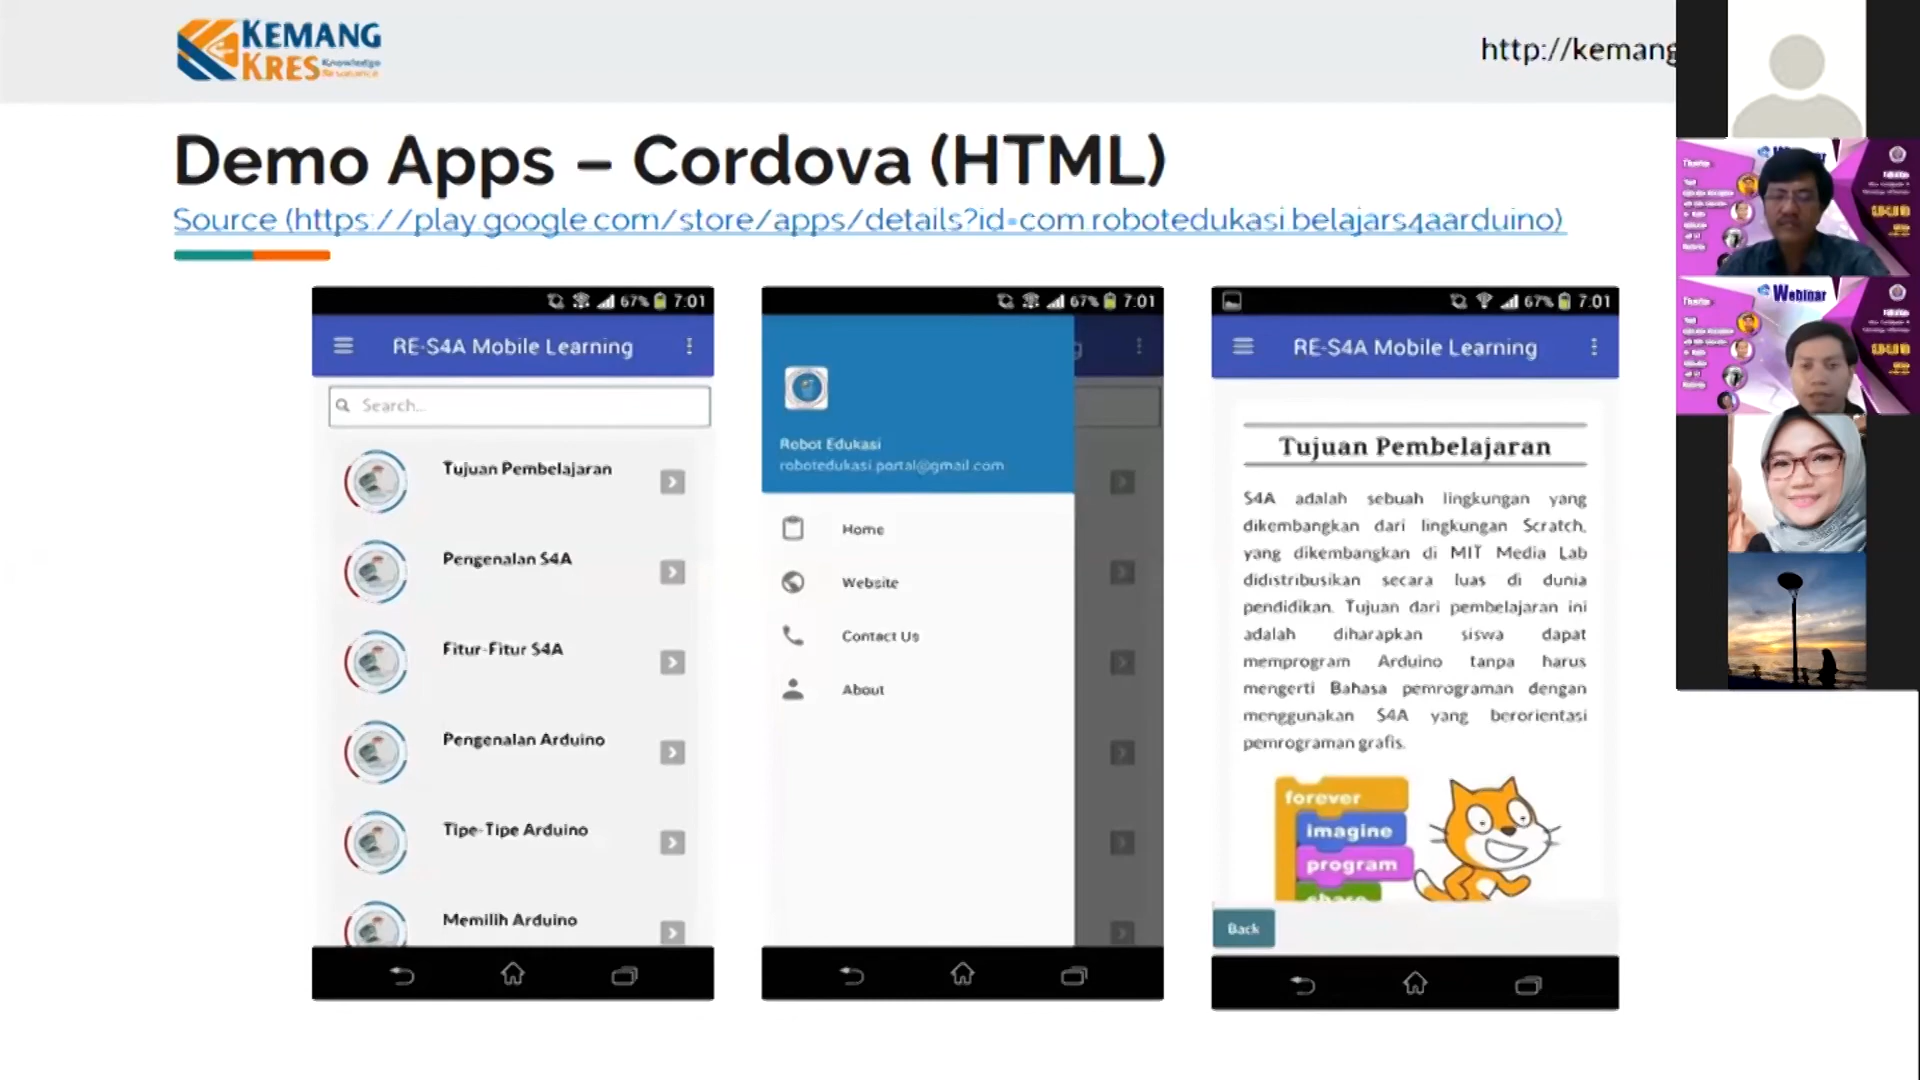 KEMANG
KRES Knowledge
Resource
http://kemang
Demo Apps – Cordova (HTML)
Source (https://play.google.com/store/apps/details?id=com.robotedukasi.belajars4aarduino)
67% 7:01
RE-S4A Mobile Learning
Search...
Tujuan Pembelajaran
Pengenalan S4A
Fitur-Fitur S4A
Pengenalan Arduino
Tipe-Tipe Arduino
Memilih Arduino
67% 7:01
g
Robot Edukasi
robotedukasi.portal@gmail.com
Home
Website
Contact Us
About
67% 7:01
RE-S4A Mobile Learning
Tujuan Pembelajaran
S4A adalah sebuah lingkungan yang
dikembangkan dari lingkungan Scratch,
yang dikembangkan di MIT Media Lab
didistribusikan secara luas di dunia
pendidikan. Tujuan dari pembelajaran ini
adalah diharapkan siswa dapat
memprogram Arduino tanpa harus
mengerti Bahasa pemrograman dengan
menggunakan S4A yang berorientasi
pemrograman grafis.
forever
imagine
program
share
Back
Webinar